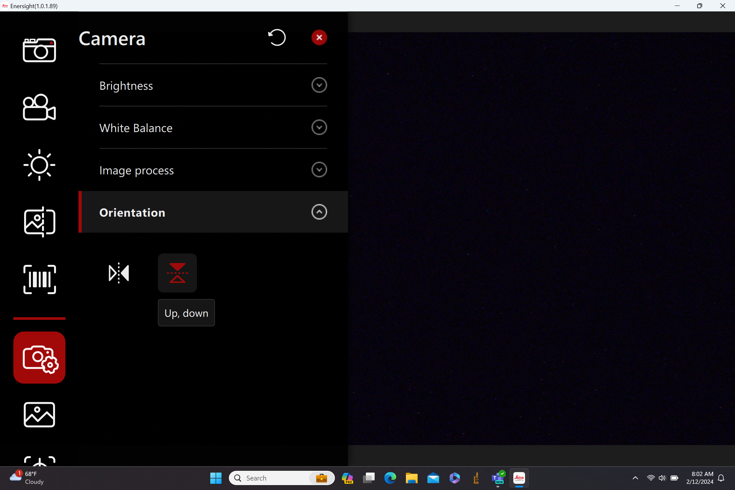 Enersight(1.0.1.89)
Camera
Brightness
White Balance
Image process
Orientation
Up, down
1
68°F
Cloudy
Search
8:02 AM
2/12/2024